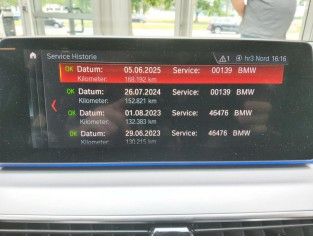 Service Historie 1 hr3 Nord 16:16
OK Datum: 05.06.2025 Service: 00139 BMW
Kilometer: 168.192 km
OK Datum: 26.07.2024 Service: 00139 BMW
Kilometer: 152.821 km
OK Datum: 01.08.2023 Service: 46476 BMW
Kilometer: 132.383 km
OK Datum: 29.06.2023 Service: 46476 BMW
Kilometer: 130.215 km